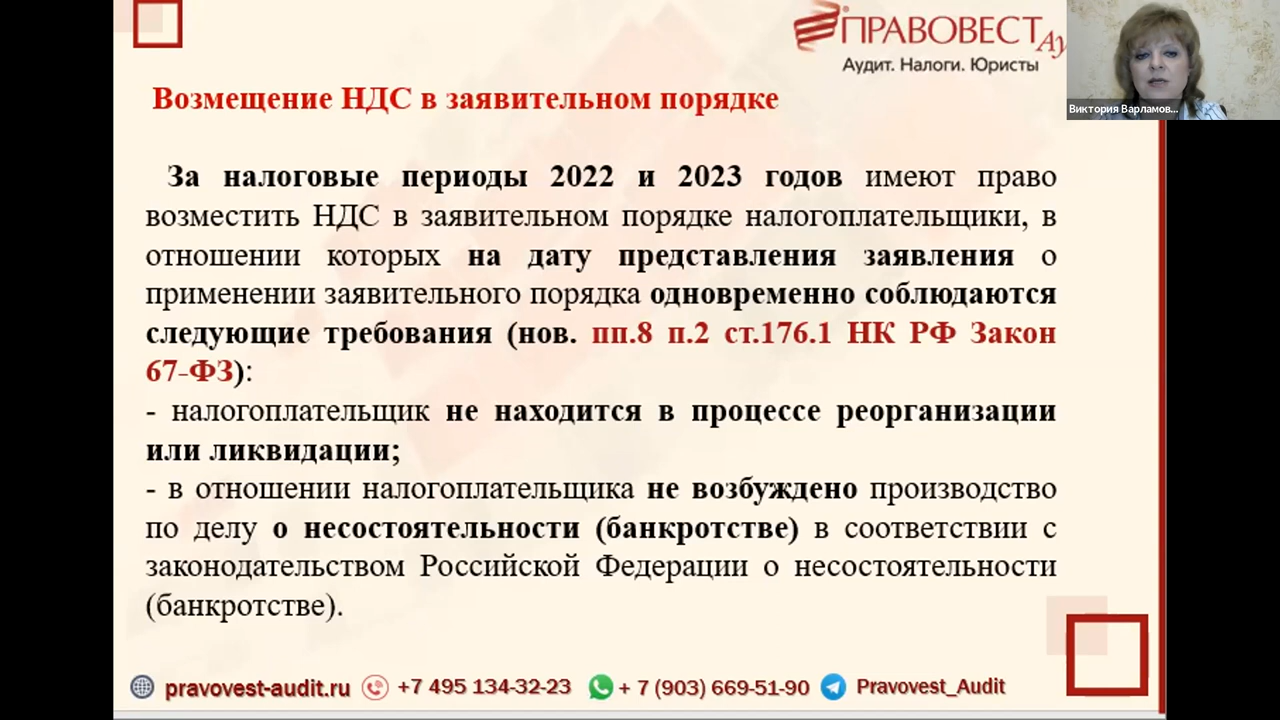 ПРАВОВЕСТ Ау
Аудит. Налоги. Юристы
Виктория Варламов...
Возмещение НДС в заявительном порядке
За налоговые периоды 2022 и 2023 годов имеют право
возместить НДС в заявительном порядке налогоплательщики, в
отношении которых на дату представления заявления о
применении заявительного порядка одновременно соблюдаются
следующие требования (нов. пп.8 п.2 ст.176.1 НК РФ Закон
67-ФЗ):
- налогоплательщик не находится в процессе реорганизации
или ликвидации;
- в отношении налогоплательщика не возбуждено производство
по делу о несостоятельности (банкротстве) в соответствии с
законодательством Российской Федерации о несостоятельности
(банкротстве).
pravovest-audit.ru +7 495 134-32-23 + 7 (903) 669-51-90 Pravovest_Audit